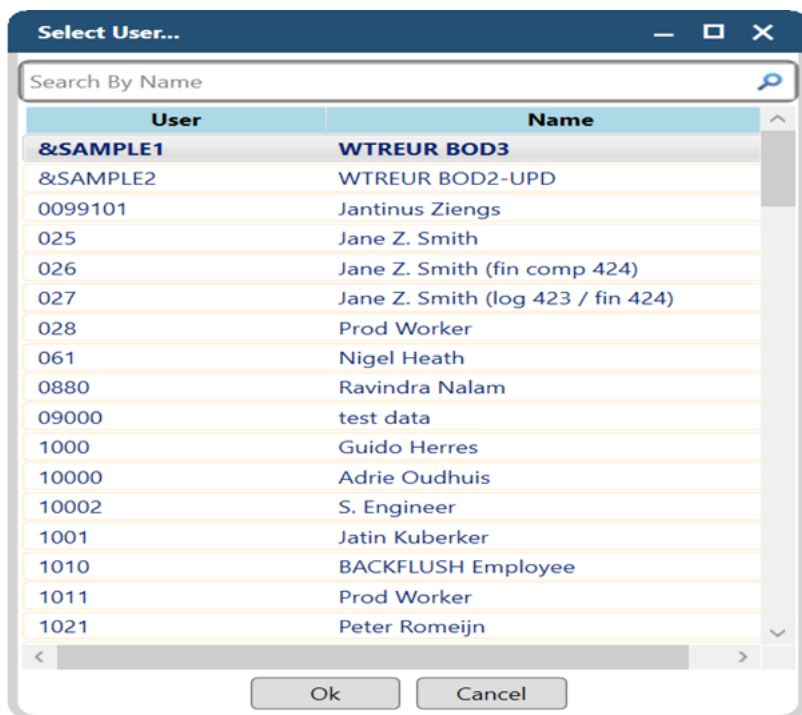 Select User...
Search By Name
User Name
&SAMPLE1 WTREUR BOD3
&SAMPLE2 WTREUR BOD2-UPD
0099101 Jantinus Ziengs
025 Jane Z. Smith
026 Jane Z. Smith (fin comp 424)
027 Jane Z. Smith (log 423 / fin 424)
028 Prod Worker
061 Nigel Heath
0880 Ravindra Nalam
09000 test data
1000 Guido Herres
10000 Adrie Oudhuis
10002 S. Engineer
1001 Jatin Kuberker
1010 BACKFLUSH Employee
1011 Prod Worker
1021 Peter Romeijn
Ok Cancel